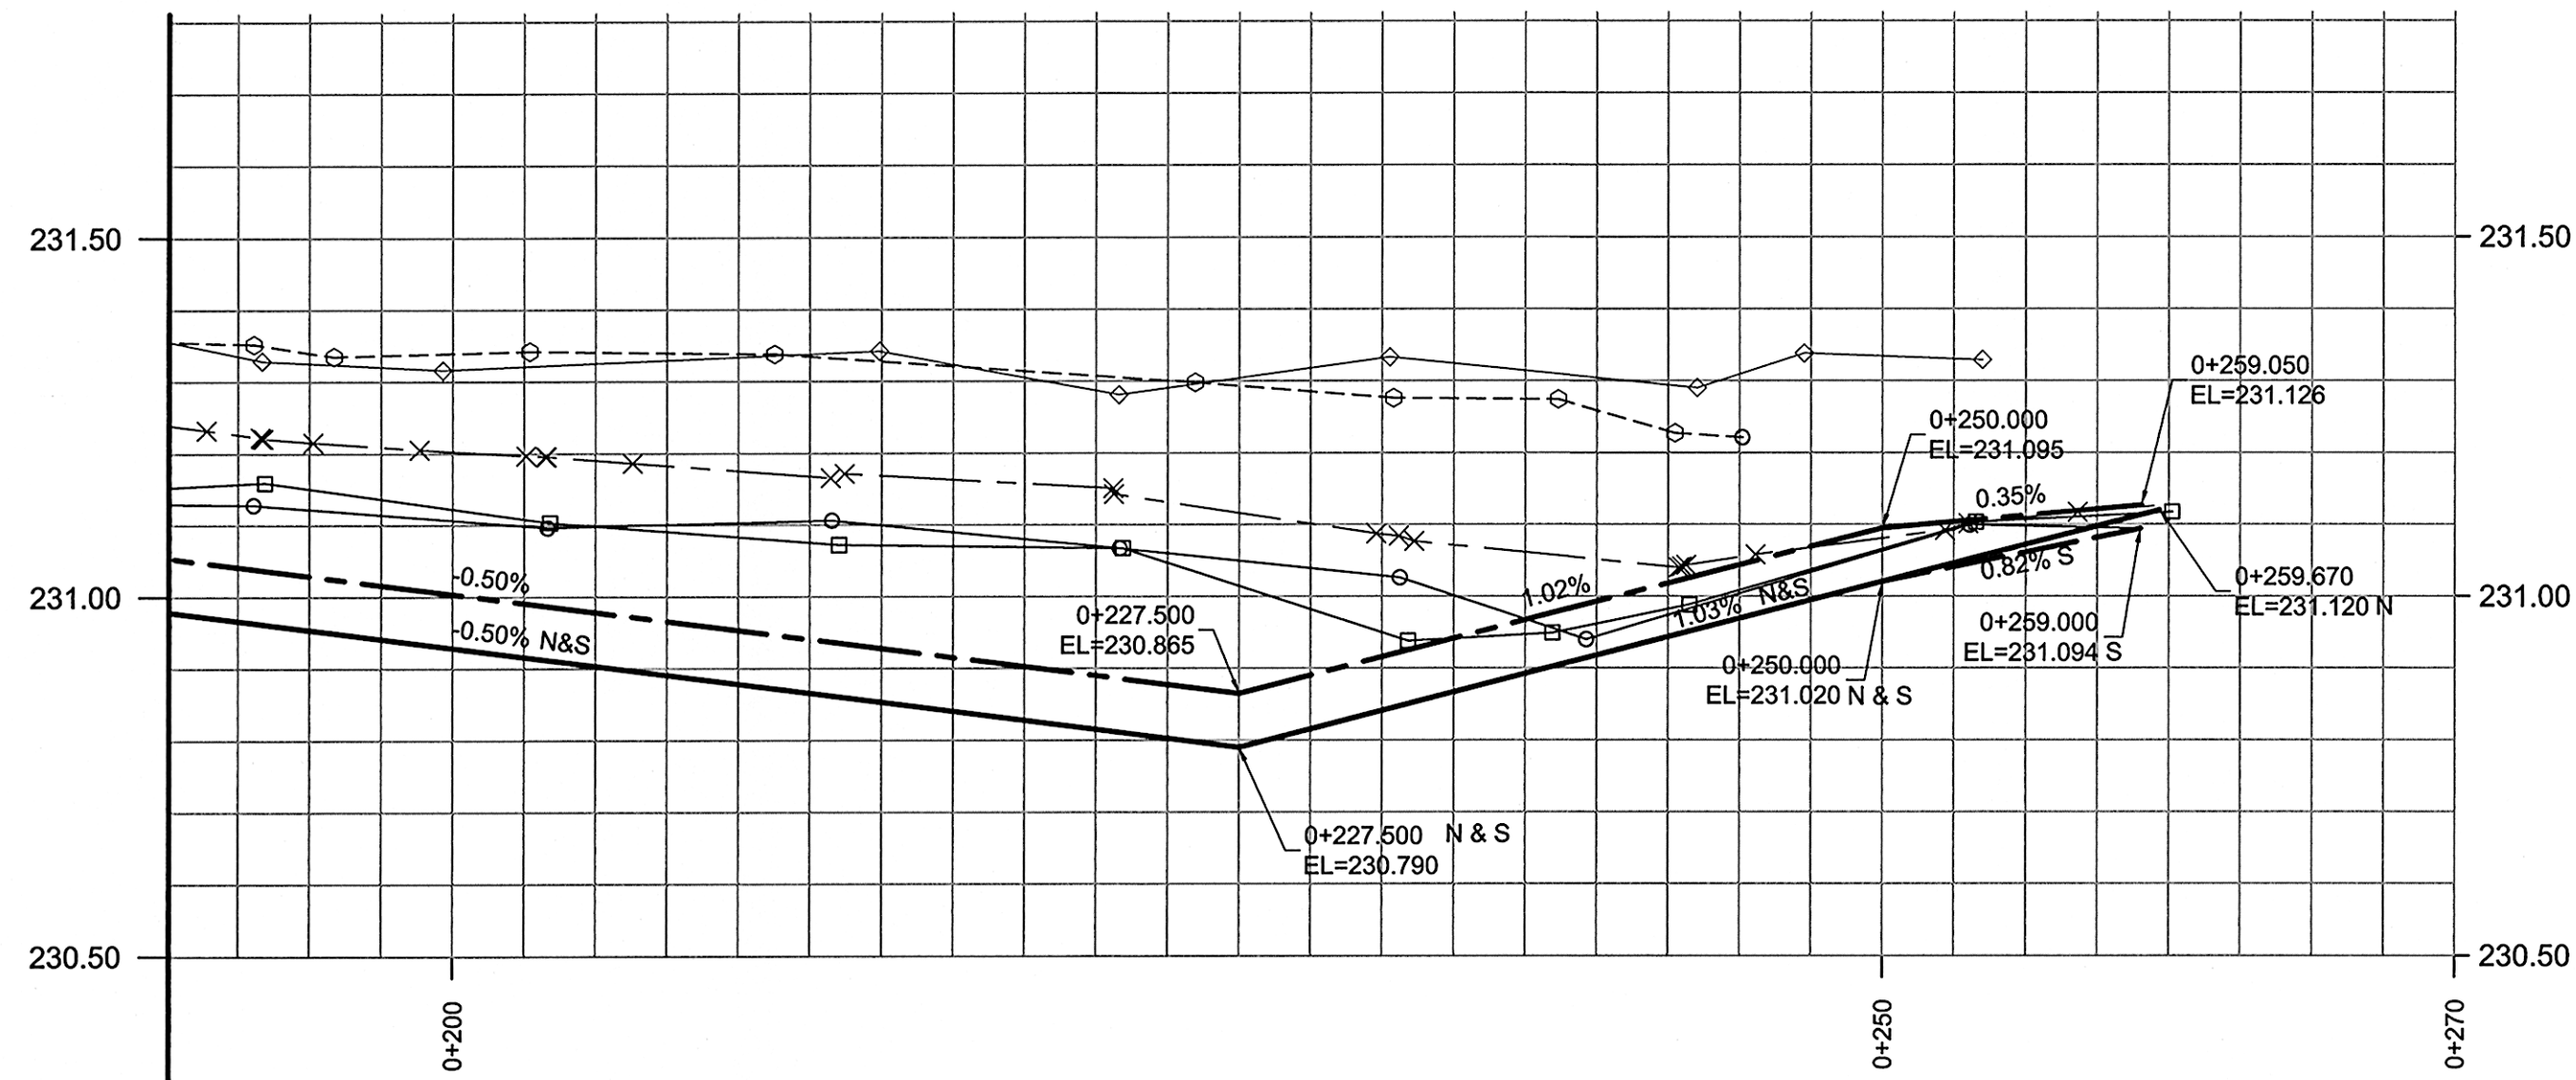 231.50
231.50
0+259.050
EL=231.126
0+250.000
EL=231.095
0.35%
-0.50%
1.02%
0.82% S
231.00
231.00
1.03% N&S
0+259.670
EL=231.120 N
0+227.500
EL=230.865
-0.50% N&S
0+259.000
EL=231.094 S
0+250.000
EL=231.020 N & S
0+227.500 N & S
EL=230.790
230.50
230.50
0+200
0+250
0+270